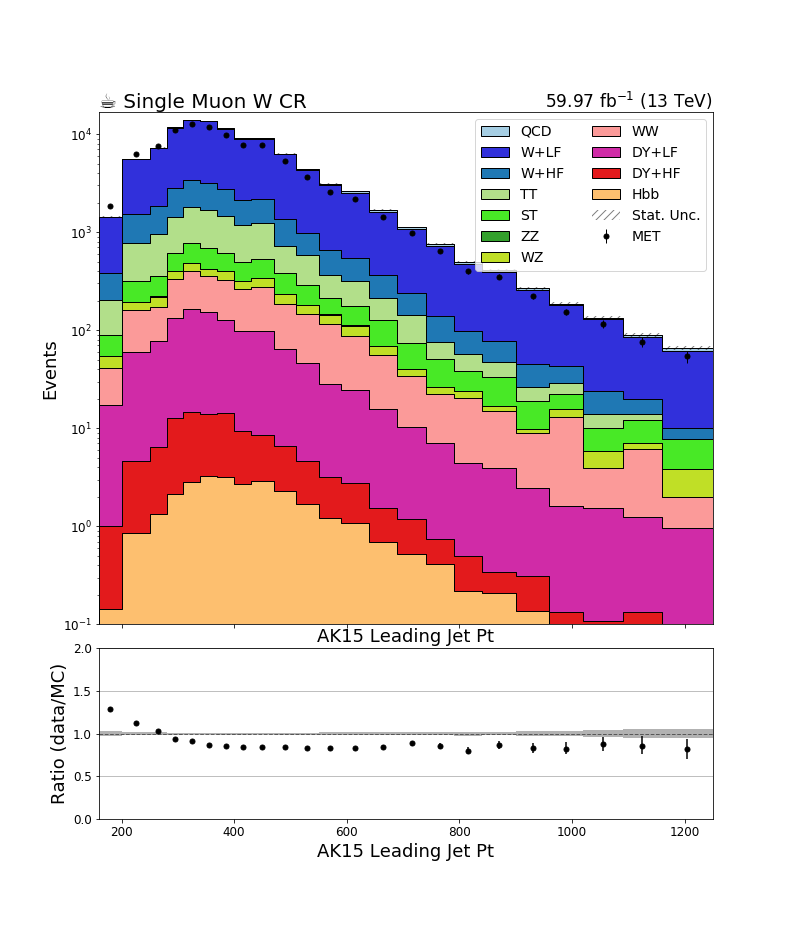 ☕ Single Muon W CR
59.97 fb⁻¹ (13 TeV)
QCD
W+LF
W+HF
TT
ST
ZZ
WZ
WW
DY+LF
DY+HF
Hbb
Stat. Unc.
MET
Events
10⁴
10³
10²
10¹
10⁰
10⁻¹
AK15 Leading Jet Pt
Ratio (data/MC)
2.0
1.5
1.0
0.5
0.0
200 400 600 800 1000 1200
AK15 Leading Jet Pt